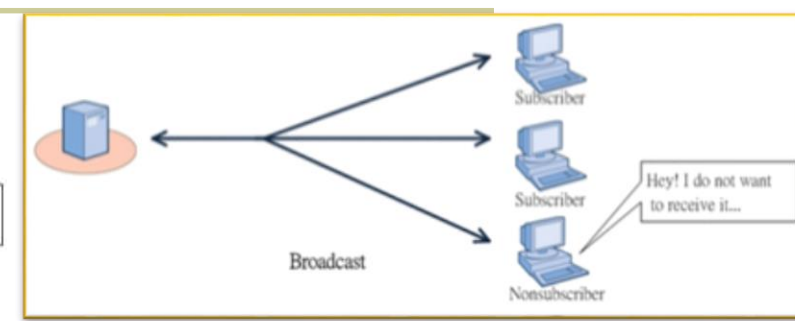 Subscriber
Subscriber
Hey! I do not want
to receive it...
Broadcast
Nonsubscriber